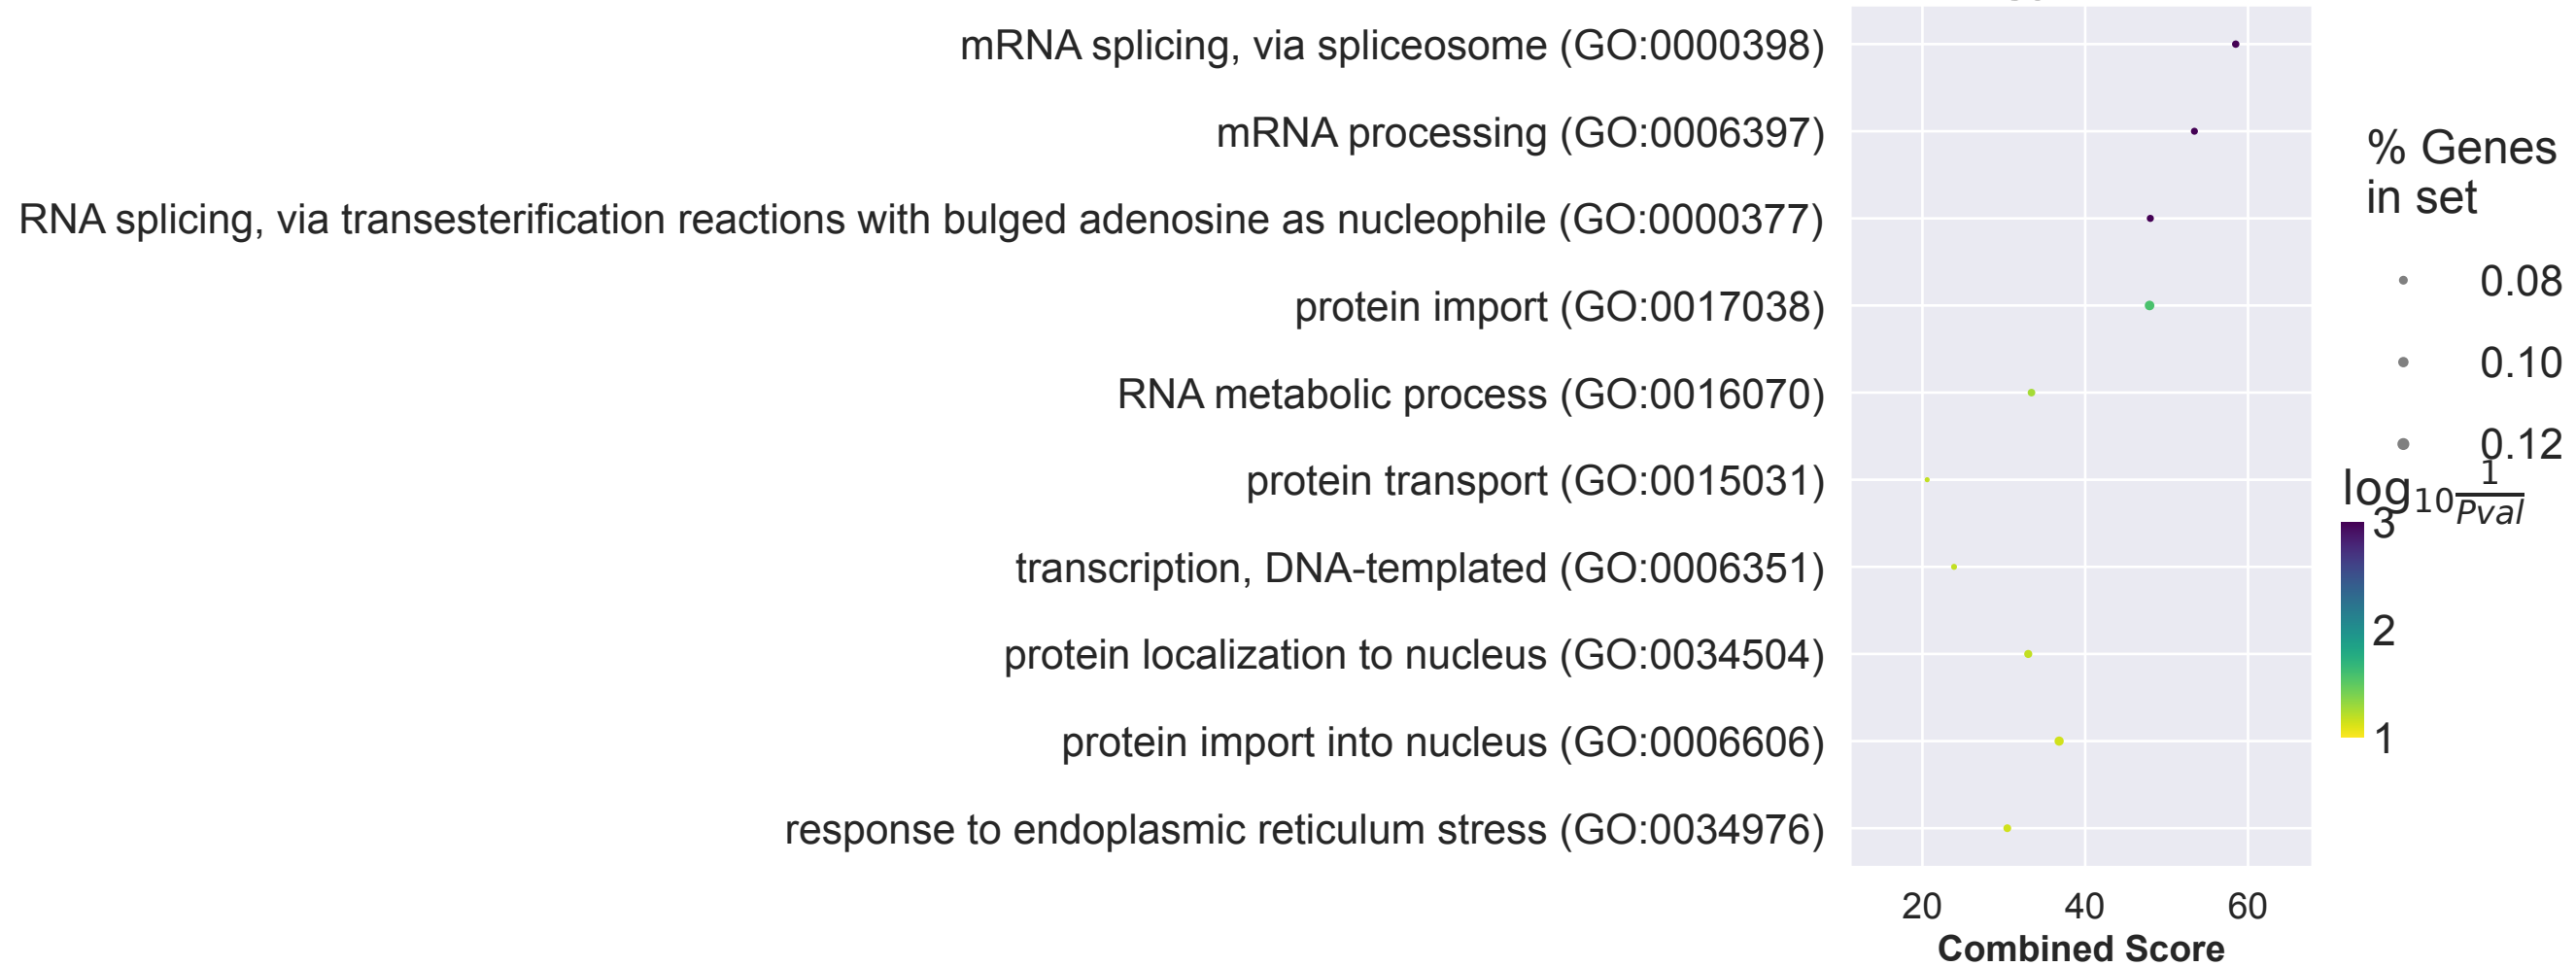 mRNA splicing, via spliceosome (GO:0000398)
mRNA processing (GO:0006397)
RNA splicing, via transesterification reactions with bulged adenosine as nucleophile (GO:0000377)
protein import (GO:0017038)
RNA metabolic process (GO:0016070)
protein transport (GO:0015031)
transcription, DNA-templated (GO:0006351)
protein localization to nucleus (GO:0034504)
protein import into nucleus (GO:0006606)
response to endoplasmic reticulum stress (GO:0034976)
20 40 60
Combined Score
% Genes
in set
0.08
0.10
0.12
log10 1/Pval
3
2
1